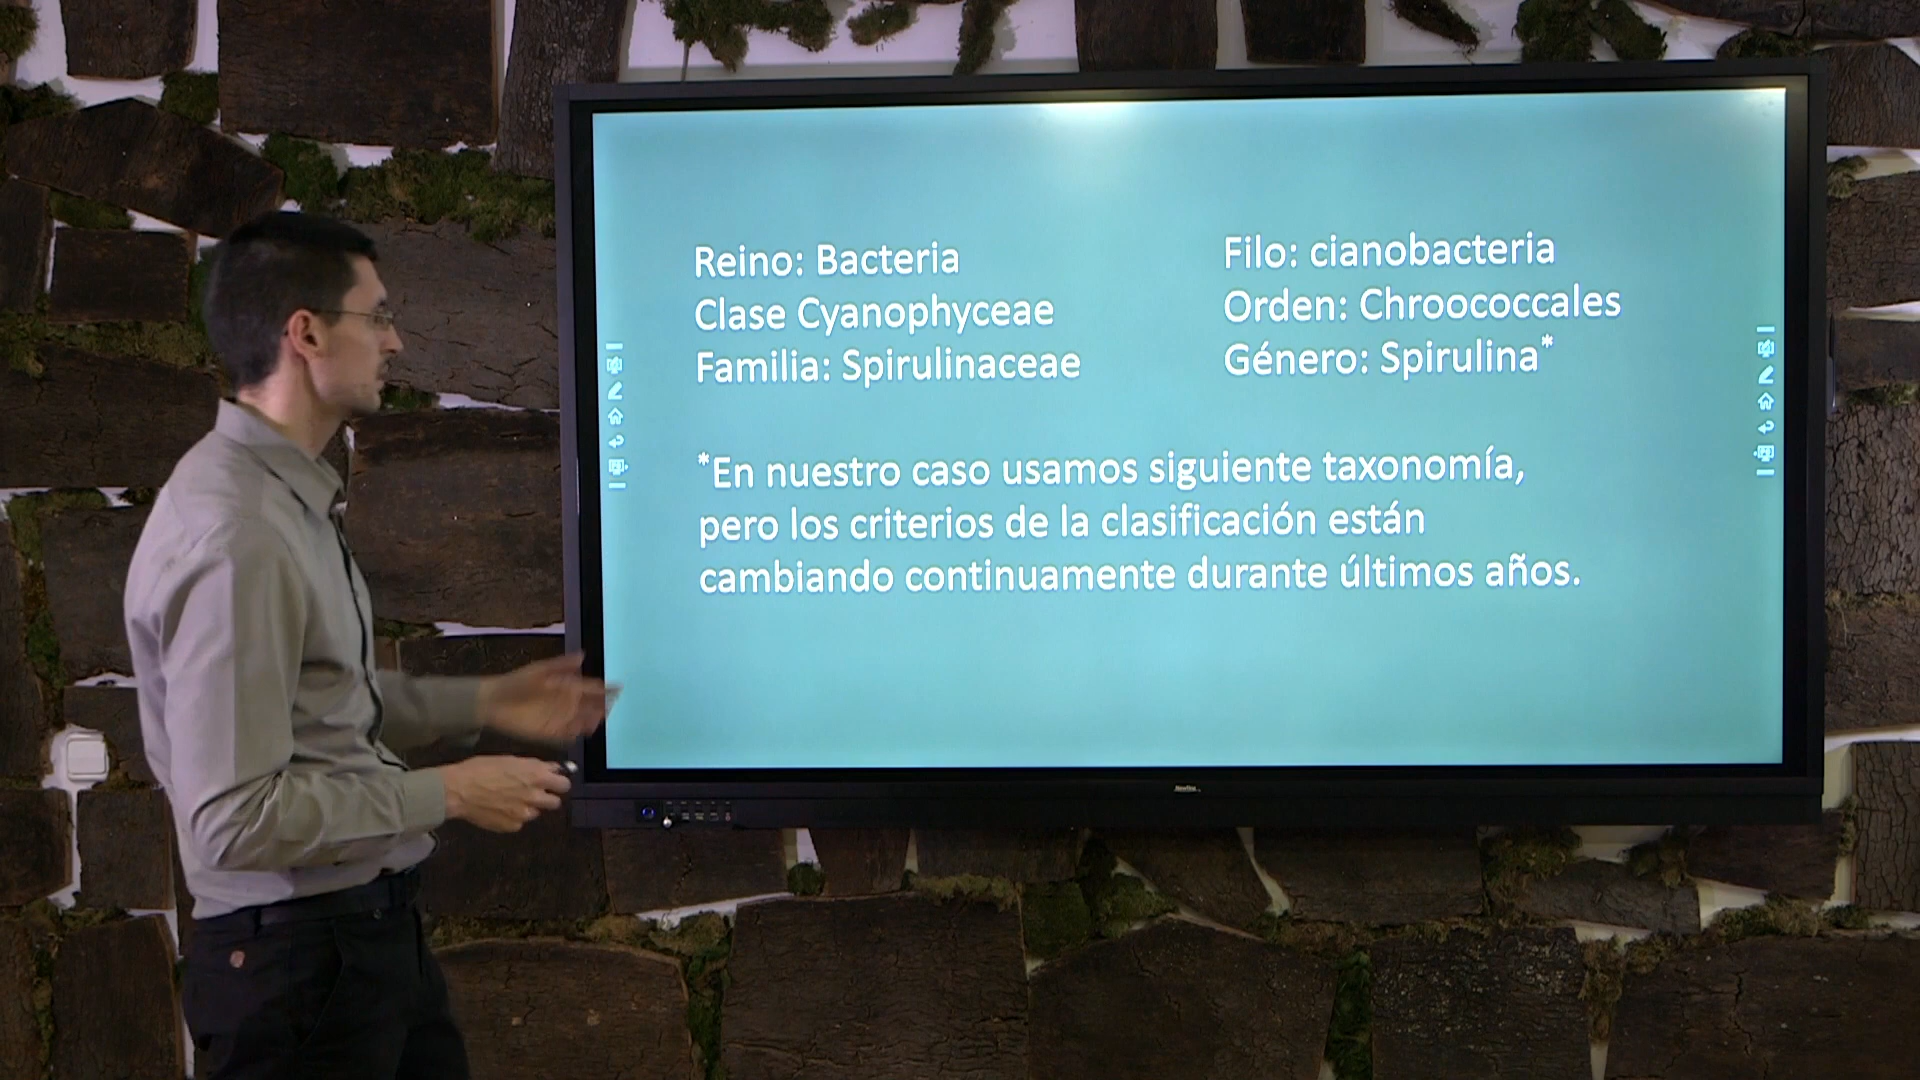 Reino: Bacteria
Clase Cyanophyceae
Familia: Spirulinaceae
Filo: cianobacteria
Orden: Chroococcales
Género: Spirulina*
*En nuestro caso usamos siguiente taxonomía,
pero los criterios de la clasificación están
cambiando continuamente durante últimos años.